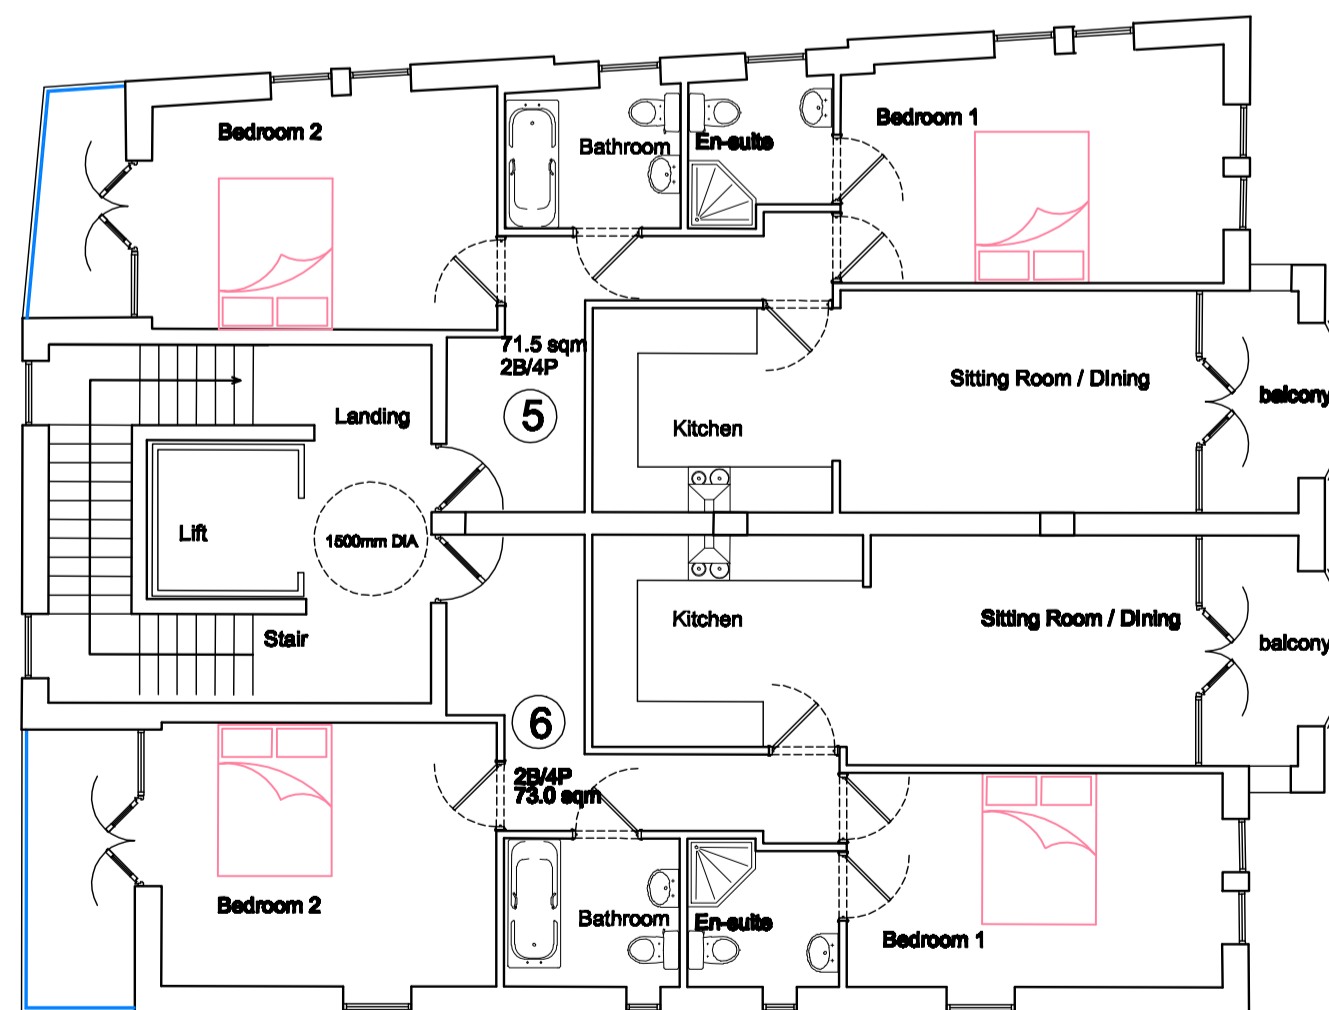 Bedroom 2
Bathroom
En-suite
Bedroom 1
71.5 sqm
2B/4P
5
Landing
Kitchen
Sitting Room / Dining
balcony
Lift
1500mm DIA
Stair
Kitchen
Sitting Room / Dining
balcony
6
2B/4P
73.0 sqm
Bedroom 2
Bathroom
En-suite
Bedroom 1